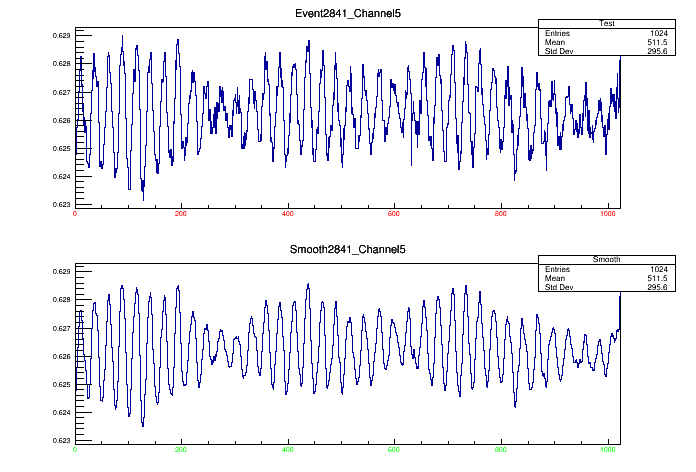 Event2841_Channel5
Test
Entries 1024
Mean 511.5
Std Dev 295.6
0.629
0.628
0.627
0.626
0.625
0.624
0.623
0 200 400 600 800 1000
Smooth2841_Channel5
Smooth
Entries 1024
Mean 511.5
Std Dev 295.6
0.629
0.628
0.627
0.626
0.625
0.624
0.623
0 200 400 600 800 1000